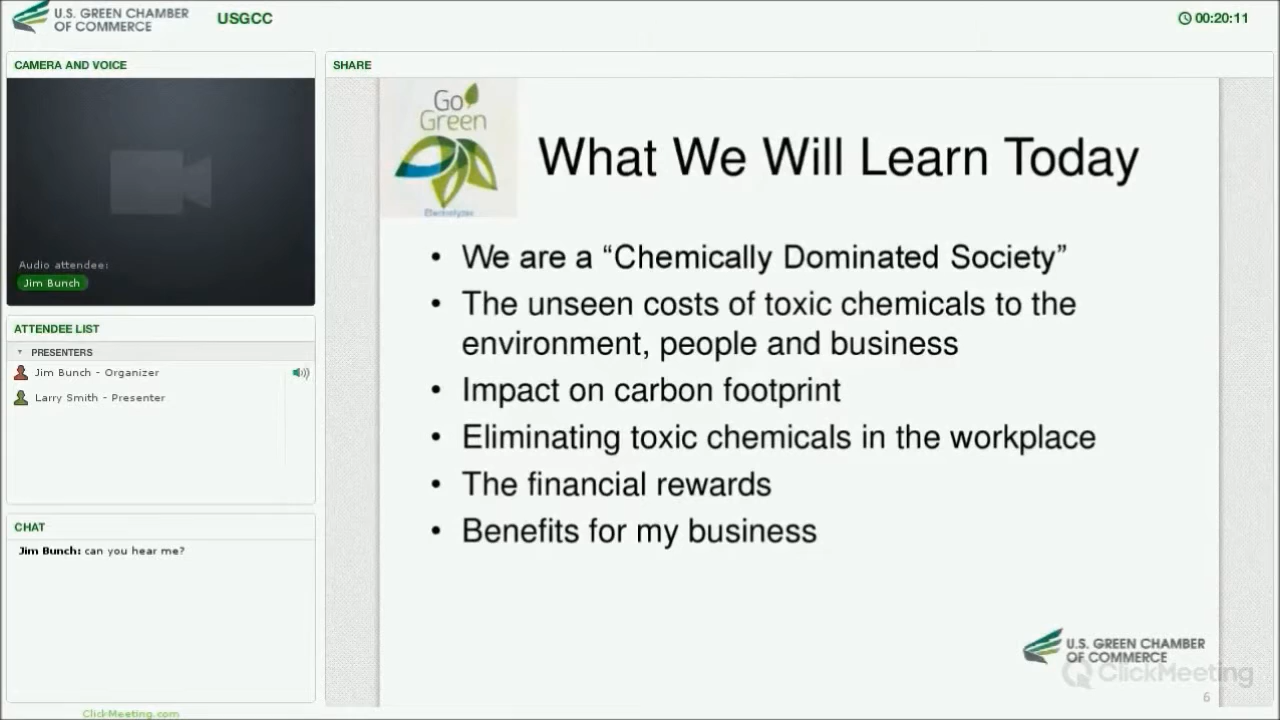 U.S. GREEN CHAMBER
OF COMMERCE
USGCC
00:20:11
CAMERA AND VOICE
Audio attendee:
Jim Bunch
ATTENDEE LIST
PRESENTERS
Jim Bunch - Organizer
Larry Smith - Presenter
CHAT
Jim Bunch: can you hear me?
ClickMeeting.com
SHARE
Go
Green
Electrolyzer
What We Will Learn Today
• We are a “Chemically Dominated Society”
• The unseen costs of toxic chemicals to the
environment, people and business
• Impact on carbon footprint
• Eliminating toxic chemicals in the workplace
• The financial rewards
• Benefits for my business
U.S. GREEN CHAMBER
OF COMMERCE
ClickMeeting
6